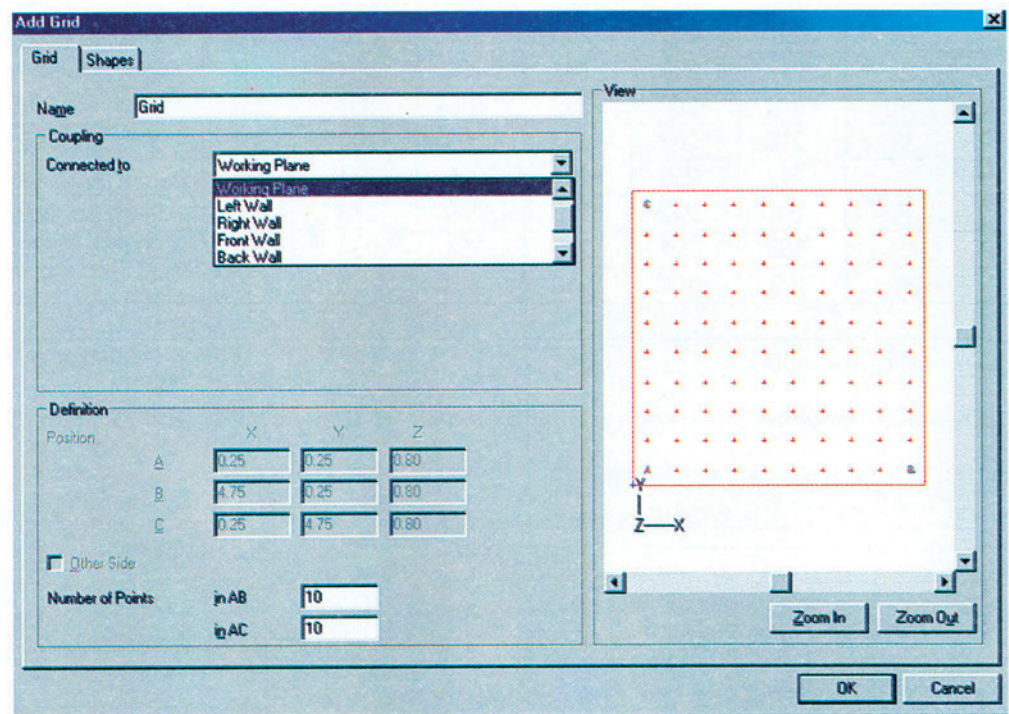 Add Grid
Grid
Shapes
Name
Grid
Coupling
Connected to
Working Plane
Working Plane
Left Wall
Right Wall
Front Wall
Back Wall
Definition
Position
X Y Z
A 0.25 0.25 0.80
B 4.75 0.25 0.80
C 0.25 4.75 0.80
Other Side
Number of Points in AB 10
in AC 10
View
C
A B
Y
Z X
Zoom In
Zoom Out
OK
Cancel